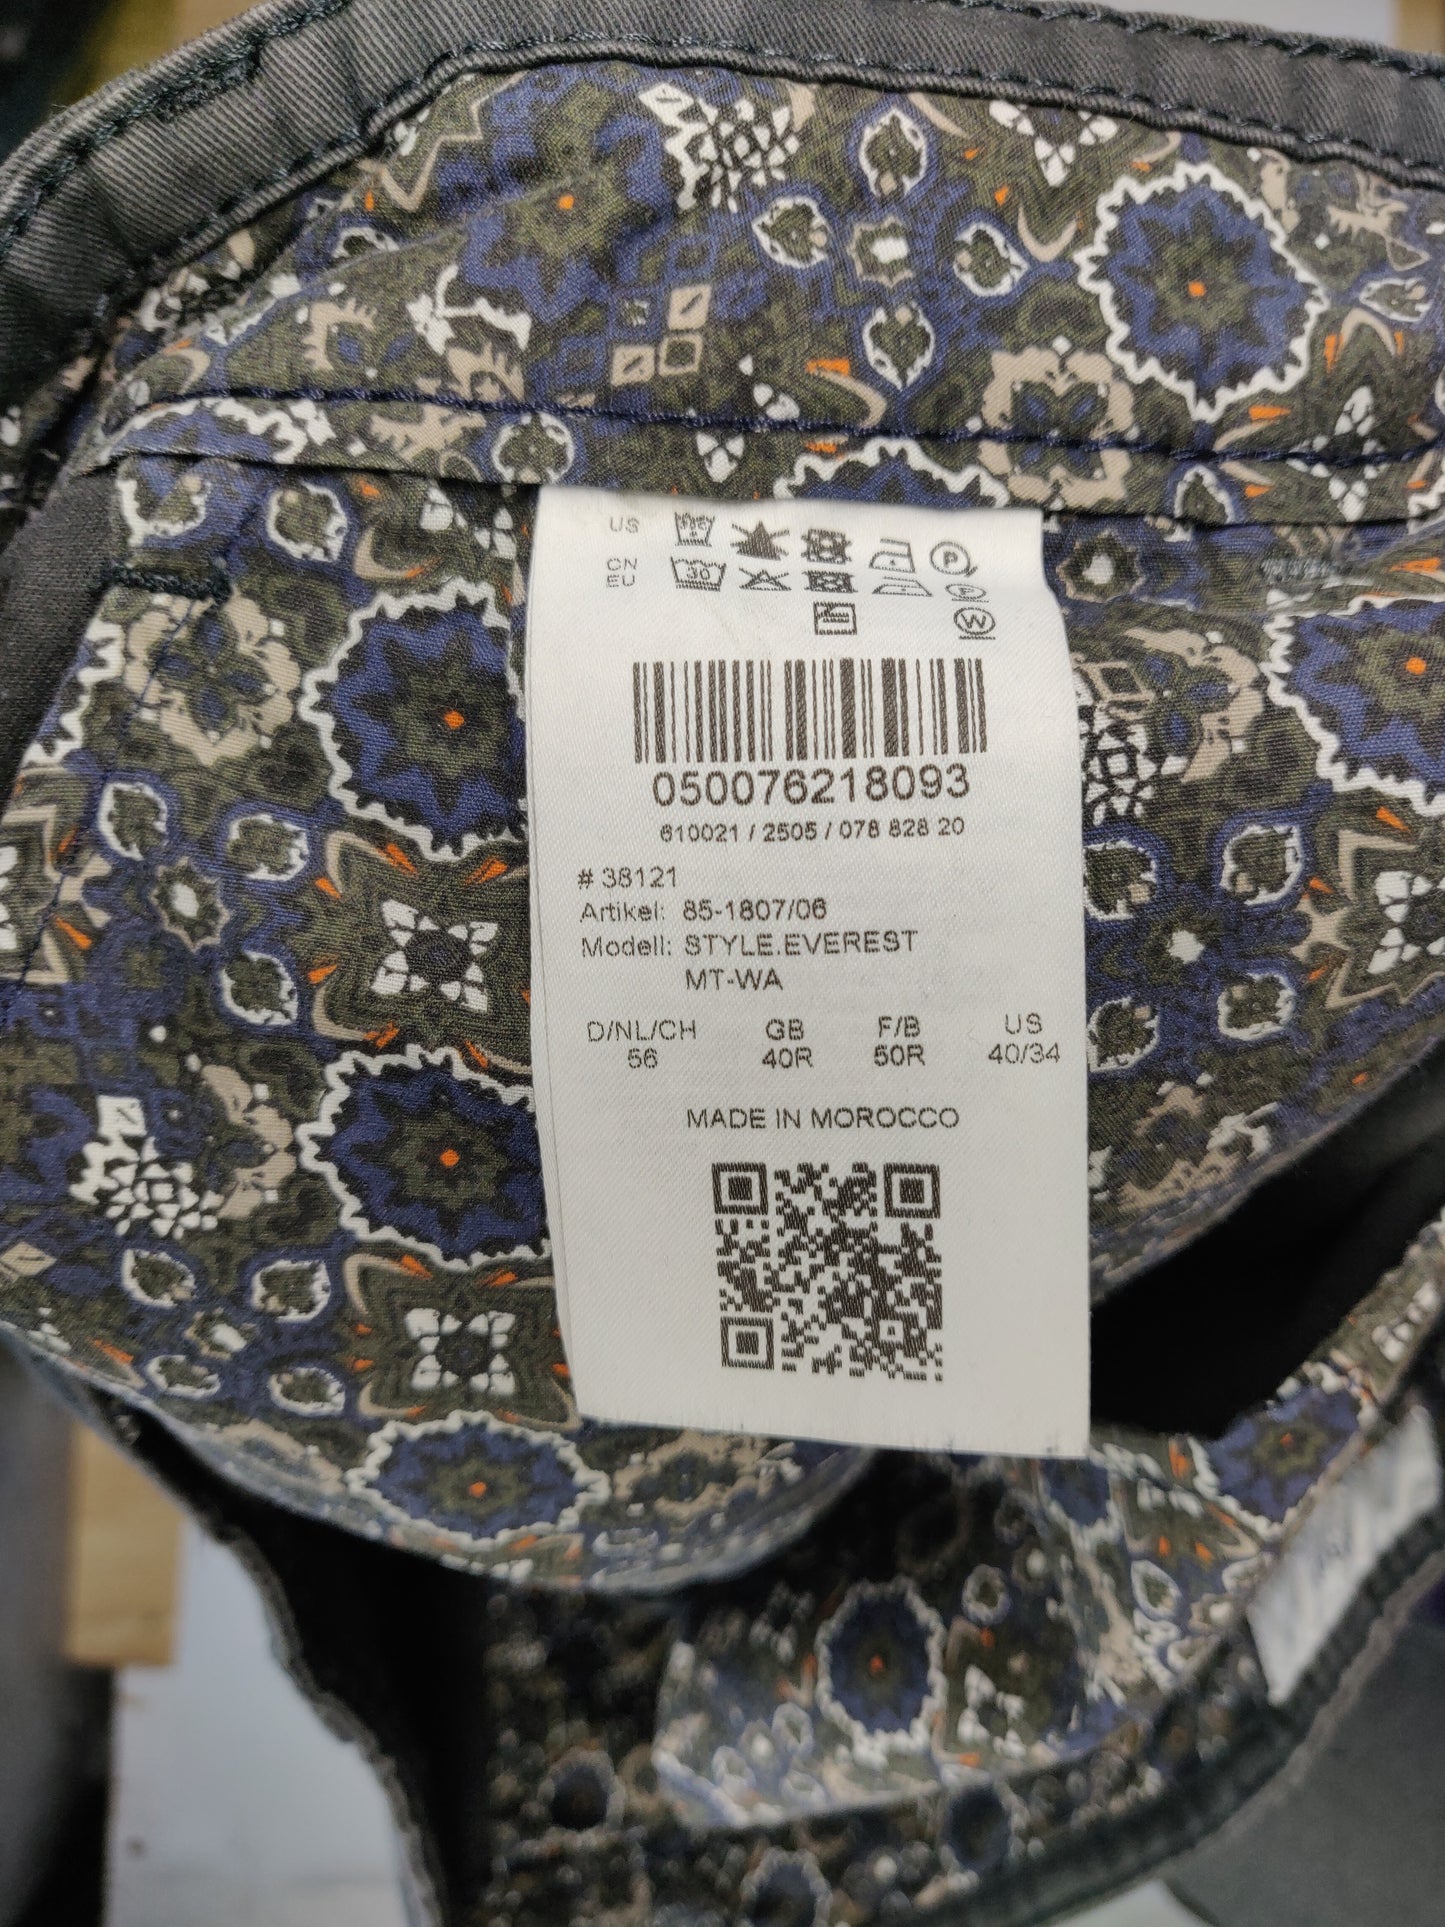 US
CN
EU
30
P
P
W
050076218093
610021 / 2505 / 078 828 20
# 38121
Artikel: 85-1807/06
Modell: STYLE.EVEREST
MT-WA
D/NL/CH GB F/B US
56 40R 50R 40/34
MADE IN MOROCCO